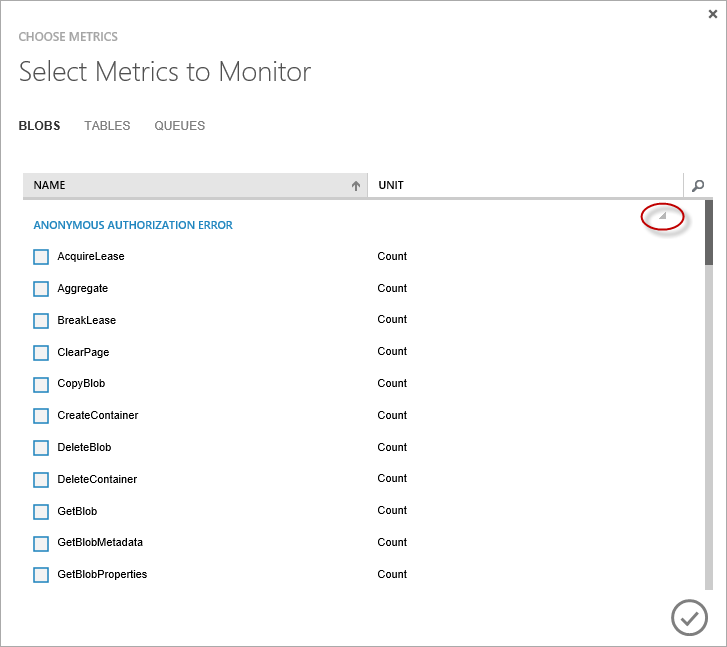 CHOOSE METRICS
Select Metrics to Monitor
BLOBS TABLES QUEUES
NAME UNIT
ANONYMOUS AUTHORIZATION ERROR
AcquireLease Count
Aggregate Count
BreakLease Count
ClearPage Count
CopyBlob Count
CreateContainer Count
DeleteBlob Count
DeleteContainer Count
GetBlob Count
GetBlobMetadata Count
GetBlobProperties Count